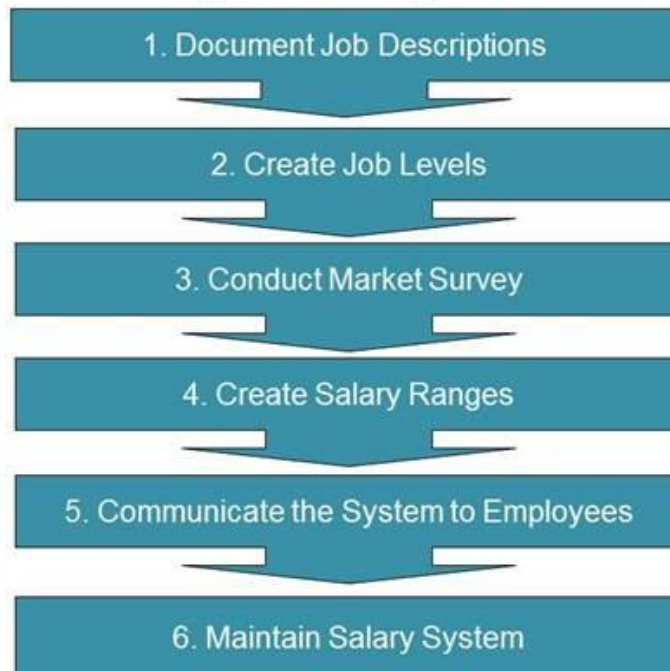 1. Document Job Descriptions
2. Create Job Levels
3. Conduct Market Survey
4. Create Salary Ranges
5. Communicate the System to Employees
6. Maintain Salary System